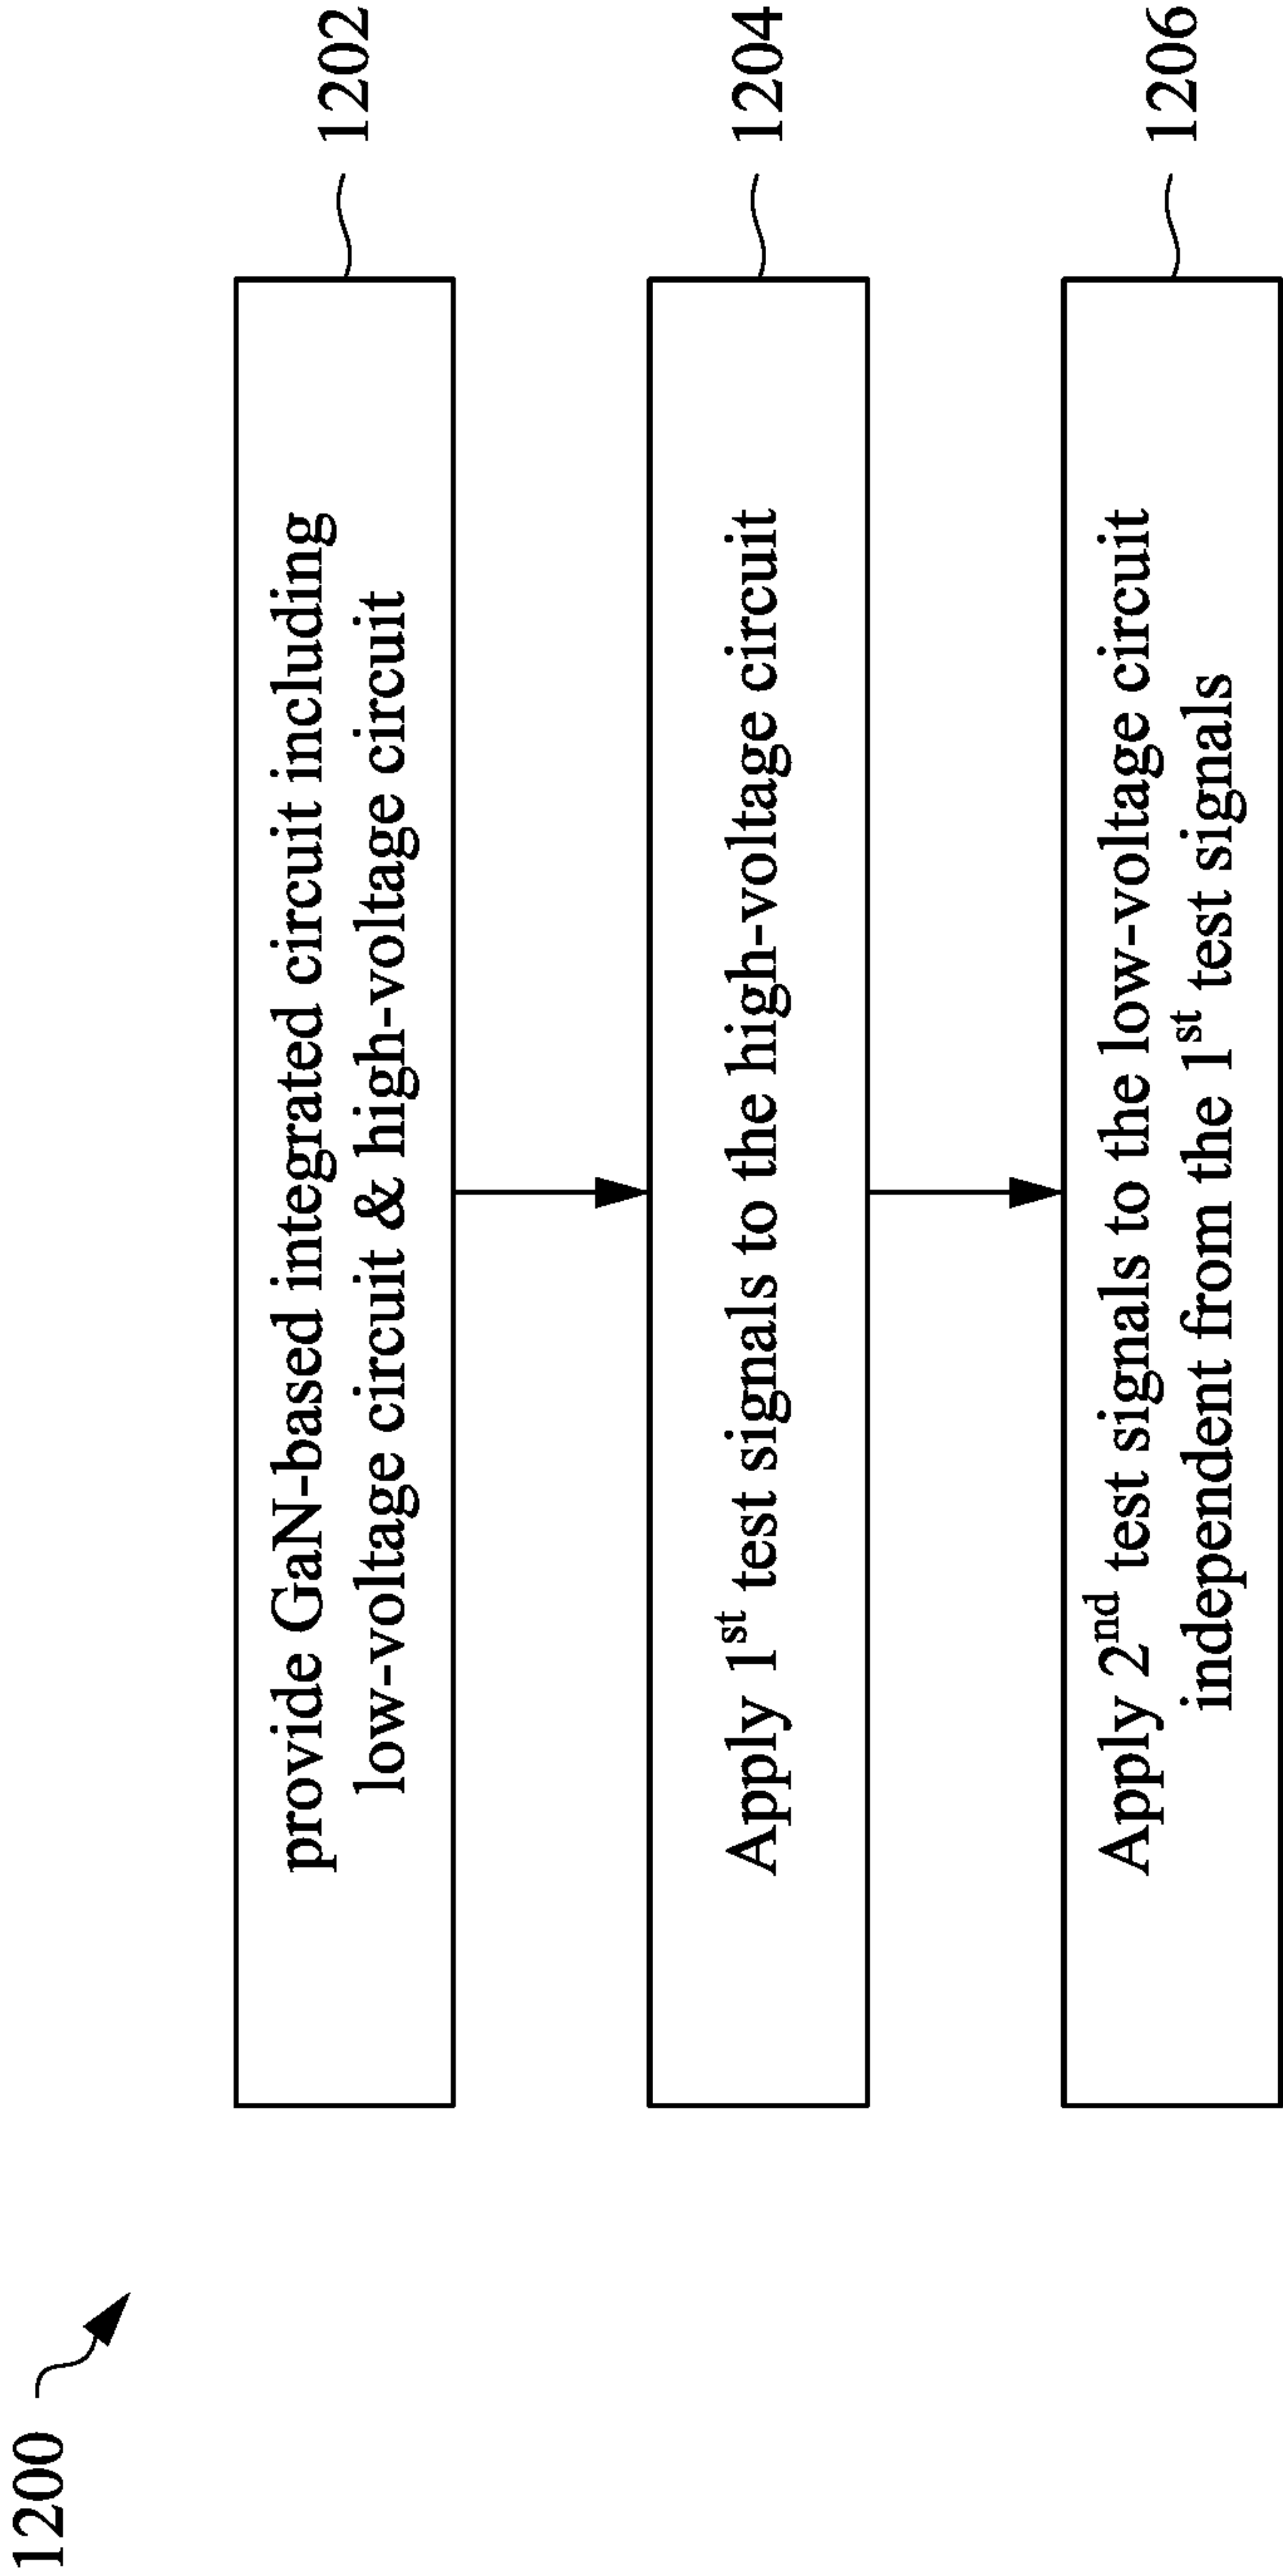 1200
provide GaN-based integrated circuit including
low-voltage circuit & high-voltage circuit
1202
Apply 1st test signals to the high-voltage circuit
1204
Apply 2nd test signals to the low-voltage circuit
independent from the 1st test signals
1206